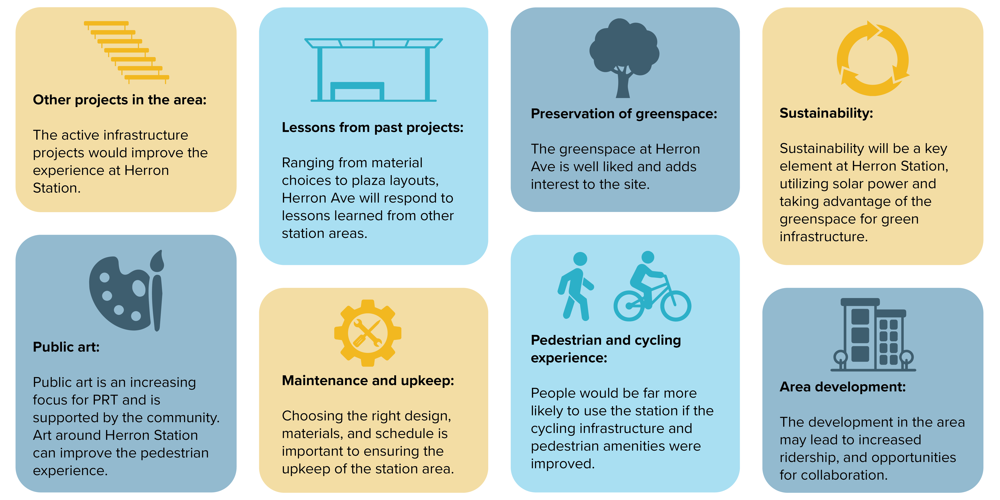 Other projects in the area:
The active infrastructure
projects would improve the
experience at Herron
Station.
Public art:
Public art is an increasing
focus for PRT and is
supported by the community.
Art around Herron Station
can improve the pedestrian
experience.
Lessons from past projects:
Ranging from material
choices to plaza layouts,
Herron Ave will respond to
lessons learned from other
station areas.
Maintenance and upkeep:
Choosing the right design,
materials, and schedule is
important to ensuring the
upkeep of the station area.
Preservation of greenspace:
The greenspace at Herron
Ave is well liked and adds
interest to the site.
Pedestrian and cycling
experience:
People would be far more
likely to use the station if the
cycling infrastructure and
pedestrian amenities were
improved.
Sustainability:
Sustainability will be a key
element at Herron Station,
utilizing solar power and
taking advantage of the
greenspace for green
infrastructure.
Area development:
The development in the area
may lead to increased
ridership, and opportunities
for collaboration.